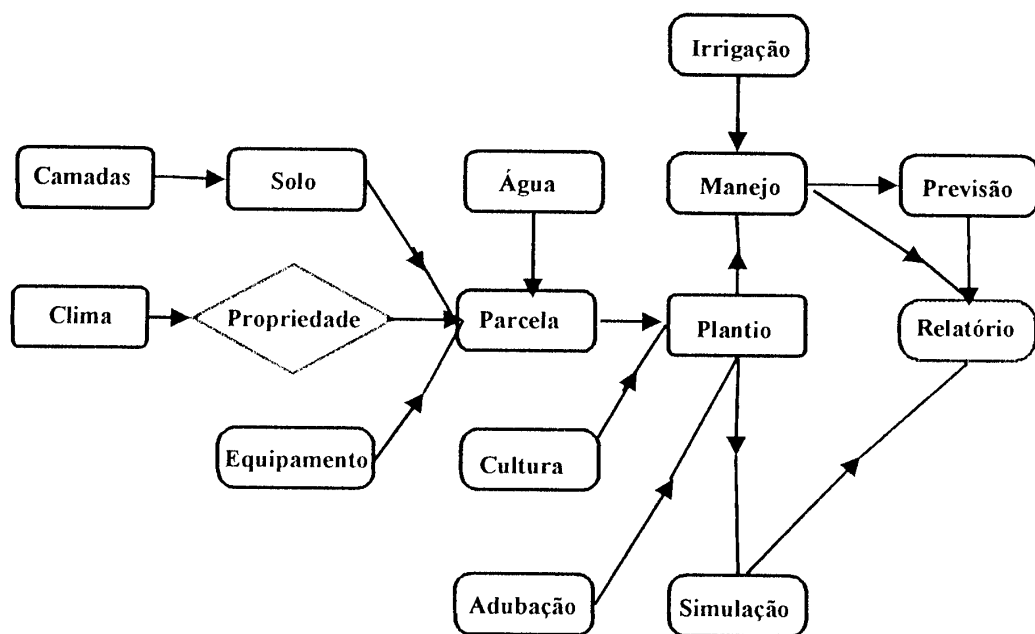 Irrigação
Camadas
Solo
Água
Manejo
Previsão
Clima
Propriedade
Parcela
Plantio
Relatório
Equipamento
Cultura
Adubação
Simulação